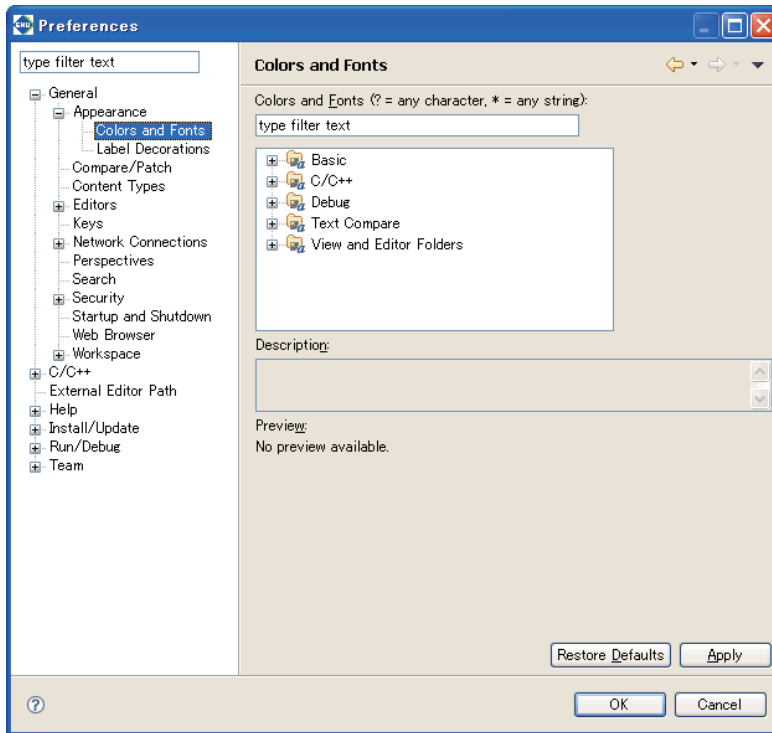 GNU Preferences
type filter text
General
Appearance
Colors and Fonts
Label Decorations
Compare/Patch
Content Types
Editors
Keys
Network Connections
Perspectives
Search
Security
Startup and Shutdown
Web Browser
Workspace
C/C++
External Editor Path
Help
Install/Update
Run/Debug
Team
Colors and Fonts
Colors and Fonts (? = any character, * = any string):
type filter text
Basic
C/C++
Debug
Text Compare
View and Editor Folders
Description:
Preview:
No preview available.
Restore Defaults Apply
OK Cancel